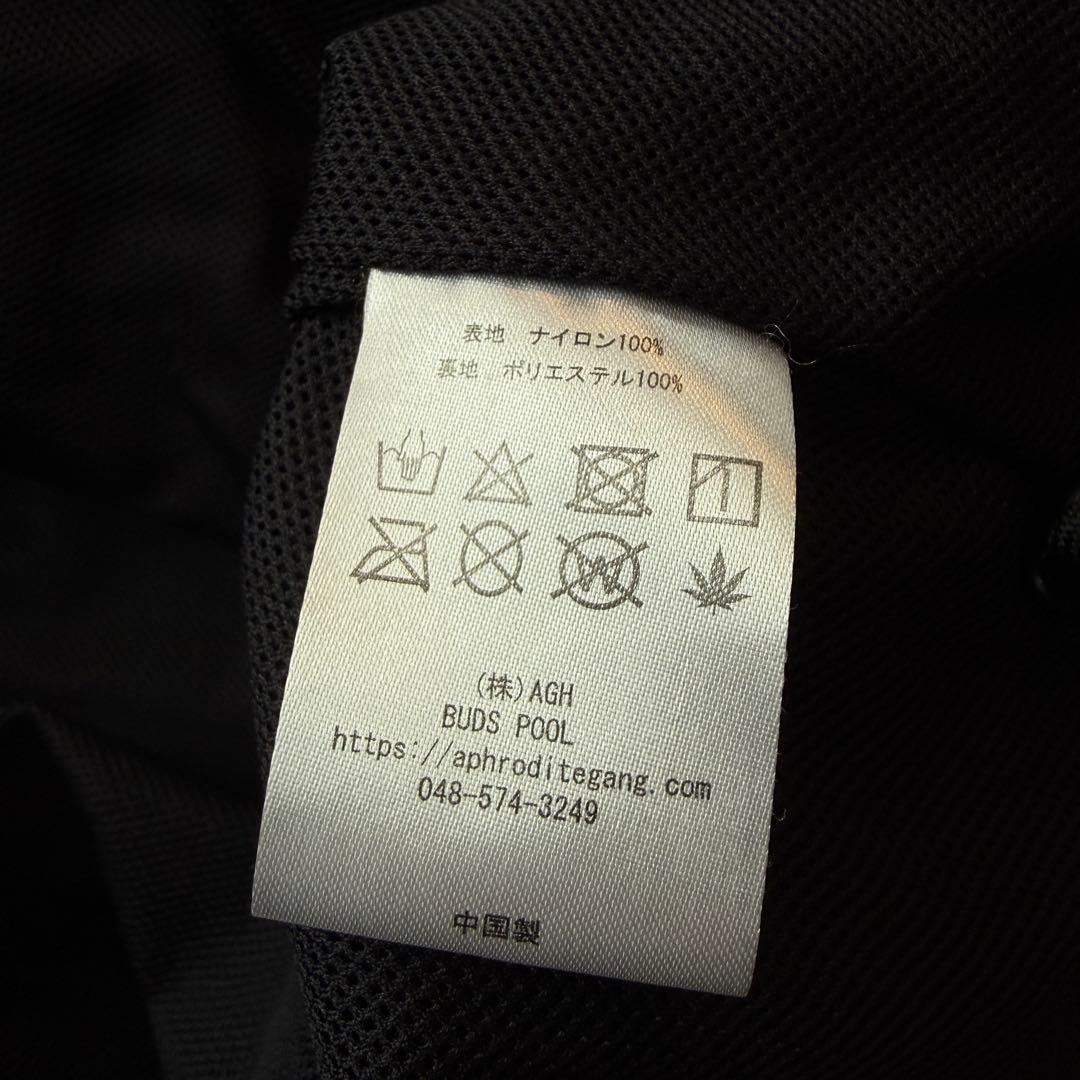 表地 ナイロン100%
裏地 ポリエステル100%
W
(株)AGH
BUDS POOL
https://aphroditegang.com
048-574-3249
中国製